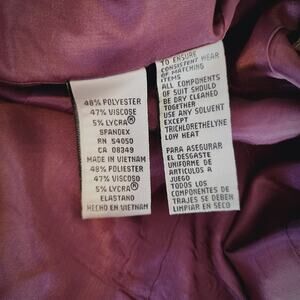 48% POLYESTER
47% VISCOSE
5% LYCRA®
SPANDEX
RN 54050
CA 08349
MADE IN VIETNAM
48% POLIESTER
47% VISCOSO
5% LYCRA®
ELASTANO
HECHO EN VIETNAM
TO ENSURE
CONSISTENT WEAR
OF MATCHING
ITEMS
ALL COMPONENTS
OF SUIT SHOULD
BE DRY CLEANED
TOGETHER
USE ANY SOLVENT
EXCEPT
TRICHLORETHELYNE
LOW HEAT
PARA ASEGURAR
EL DESGASTE
UNIFORME DE
ARTICULOS A
JUEGO
TODOS LOS
COMPONENTES DE
TRAJES SE DEBEN
LIMPIAR EN SECO